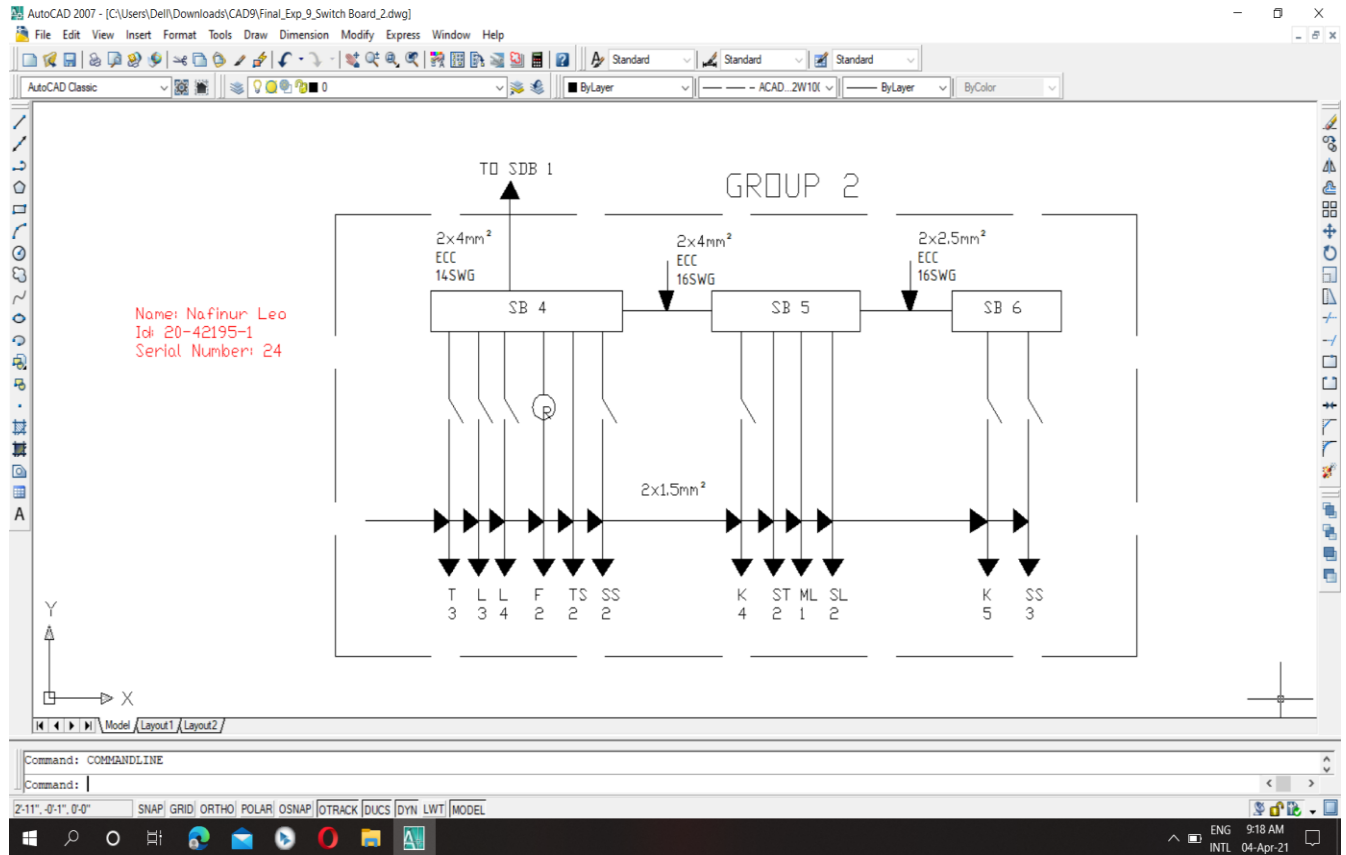 AutoCAD 2007 - [C:\Users\Dell\Downloads\CAD9\Final_Exp_9_Switch Board_2.dwg]
File Edit View Insert Format Tools Draw Dimension Modify Express Window Help
Standard Standard Standard
AutoCAD Classic 0 ByLayer ACAD...2W10( ByLayer ByColor
TO SDB 1
GROUP 2
2x4mm²
ECC
14SWG
2x4mm²
ECC
16SWG
2x2.5mm²
ECC
16SWG
SB 4 SB 5 SB 6
Name: Nafinur Leo
Id: 20-42195-1
Serial Number: 24
R
2x1.5mm²
T L L F TS SS K ST ML SL K SS
3 3 4 2 2 2 4 2 1 2 5 3
Y
X
A
Model Layout1 Layout2
Command: COMMANDLINE
Command:
2'-11", -0'-1", 0'-0" SNAP GRID ORTHO POLAR OSNAP OTRACK DUCS DYN LWT MODEL
ENG 9:18 AM
INTL 04-Apr-21